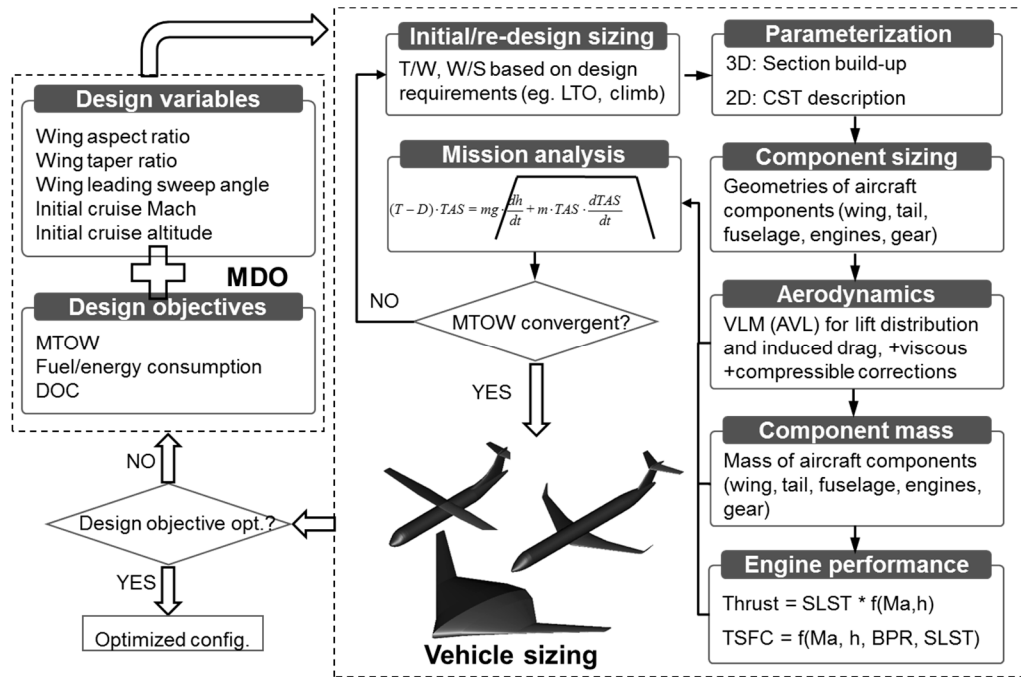 Design variables
Wing aspect ratio
Wing taper ratio
Wing leading sweep angle
Initial cruise Mach
Initial cruise altitude
MDO
Design objectives
MTOW
Fuel/energy consumption
DOC
NO
Design objective opt.?
YES
Optimized config.
Initial/re-design sizing
T/W, W/S based on design
requirements (eg. LTO, climb)
Parameterization
3D: Section build-up
2D: CST description
Mission analysis
(T − D)· TAS = mg · dh/dt + m · TAS · dTAS/dt
Component sizing
Geometries of aircraft
components (wing, tail,
fuselage, engines, gear)
NO
MTOW convergent?
YES
Aerodynamics
VLM (AVL) for lift distribution
and induced drag, +viscous
+compressible corrections
Component mass
Mass of aircraft components
(wing, tail, fuselage, engines,
gear)
Engine performance
Thrust = SLST * f(Ma,h)
TSFC = f(Ma, h, BPR, SLST)
Vehicle sizing